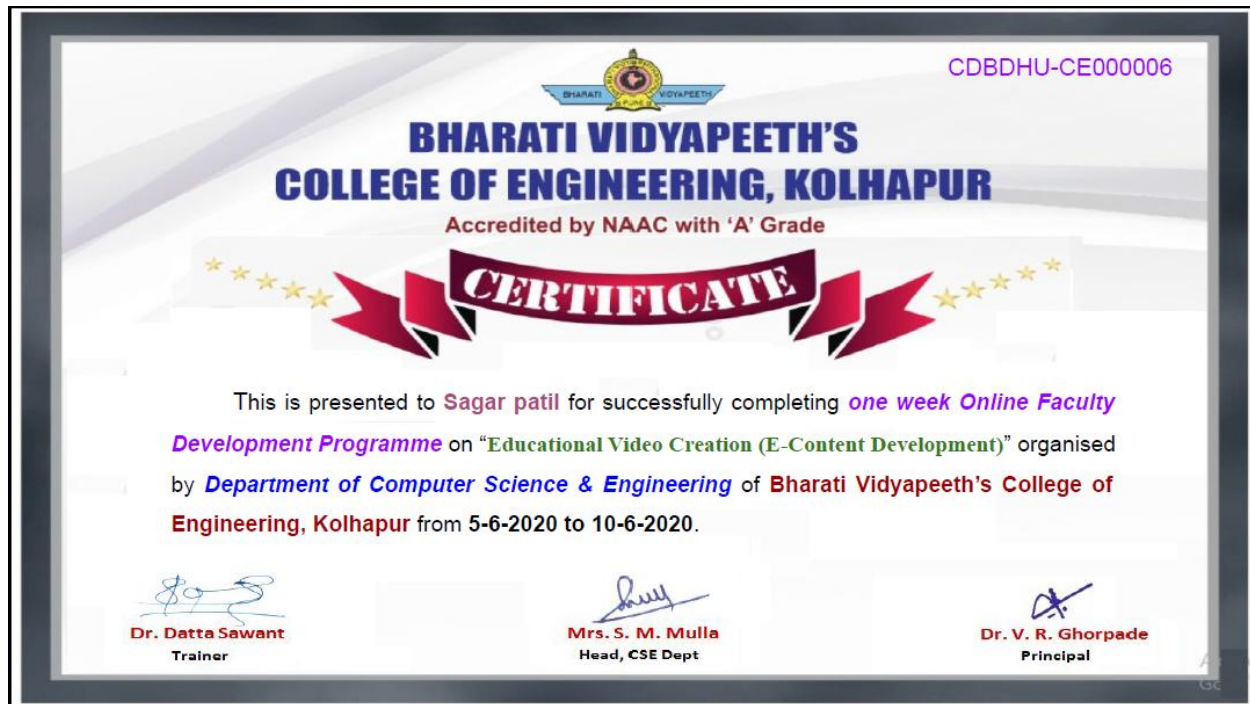 CDBDHU-CE000006
BHARATI VIDYAPEETH
PUNE
BHARATI VIDYAPEETH'S
COLLEGE OF ENGINEERING, KOLHAPUR
Accredited by NAAC with 'A' Grade
CERTIFICATE
This is presented to Sagar patil for successfully completing one week Online Faculty
Development Programme on “Educational Video Creation (E-Content Development)” organised
by Department of Computer Science & Engineering of Bharati Vidyapeeth's College of
Engineering, Kolhapur from 5-6-2020 to 10-6-2020.
Dr. Datta Sawant
Trainer
Mrs. S. M. Mulla
Head, CSE Dept
Dr. V. R. Ghorpade
Principal